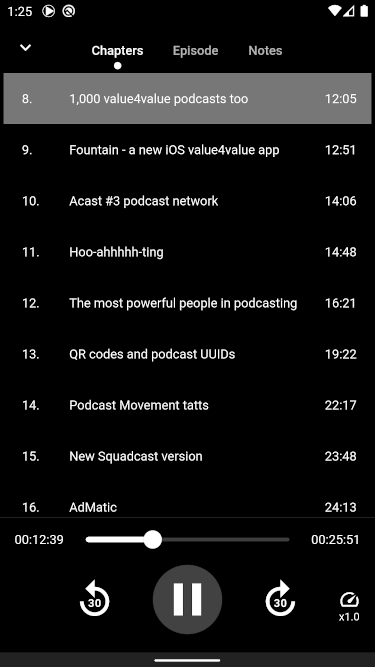 1:25
Chapters Episode Notes
8. 1,000 value4value podcasts too 12:05
9. Fountain - a new iOS value4value app 12:51
10. Acast #3 podcast network 14:06
11. Hoo-ahhhhh-ting 14:48
12. The most powerful people in podcasting 16:21
13. QR codes and podcast UUIDs 19:22
14. Podcast Movement tatts 22:17
15. New Squadcast version 23:48
16. AdMatic 24:13
00:12:39 00:25:51
30 30
x1.0